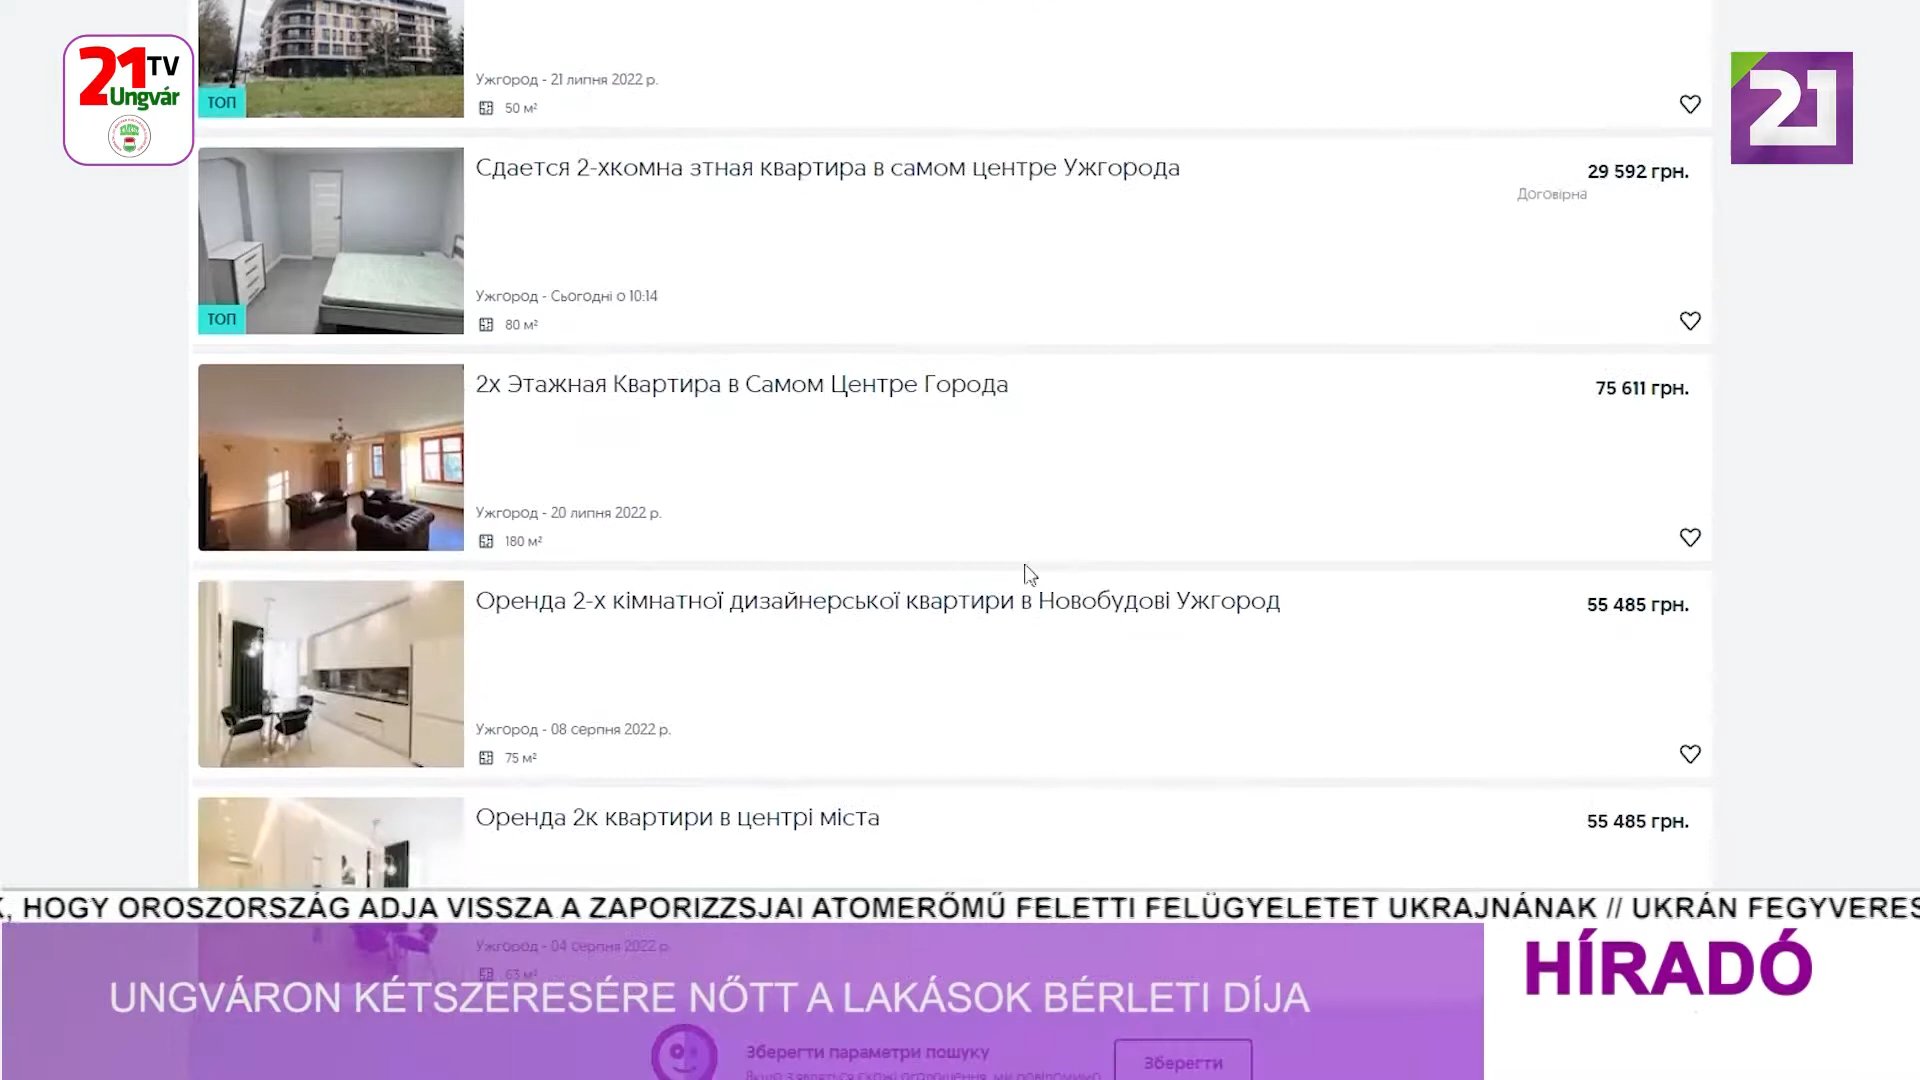 21 TV
Ungvár
21
Ужгород - 21 липня 2022 р.
ТОП
50 м²
Сдается 2-хкомна зтная квартира в самом центре Ужгорода
29 592 грн.
Договірна
Ужгород - Сьогодні о 10:14
ТОП
80 м²
2х Этажная Квартира в Самом Центре Города
75 611 грн.
Ужгород - 20 липня 2022 р.
180 м²
Оренда 2-х кімнатної дизайнерської квартири в Новобудові Ужгород
55 485 грн.
Ужгород - 08 серпня 2022 р.
75 м²
Оренда 2к квартири в центрі міста
55 485 грн.
, HOGY OROSZORSZÁG ADJA VISSZA A ZAPORIZZSJAI ATOMERŐMŰ FELETTI FELÜGYELETET UKRAJNÁNAK // UKRÁN FEGYVERES
Ужгород - 04 серпня 2022 р.
63 м²
UNGVÁRON KÉTSZERESÉRE NŐTT A LAKÁSOK BÉRLETI DÍJA
HÍRADÓ
Зберегти параметри пошуку
Зберегти